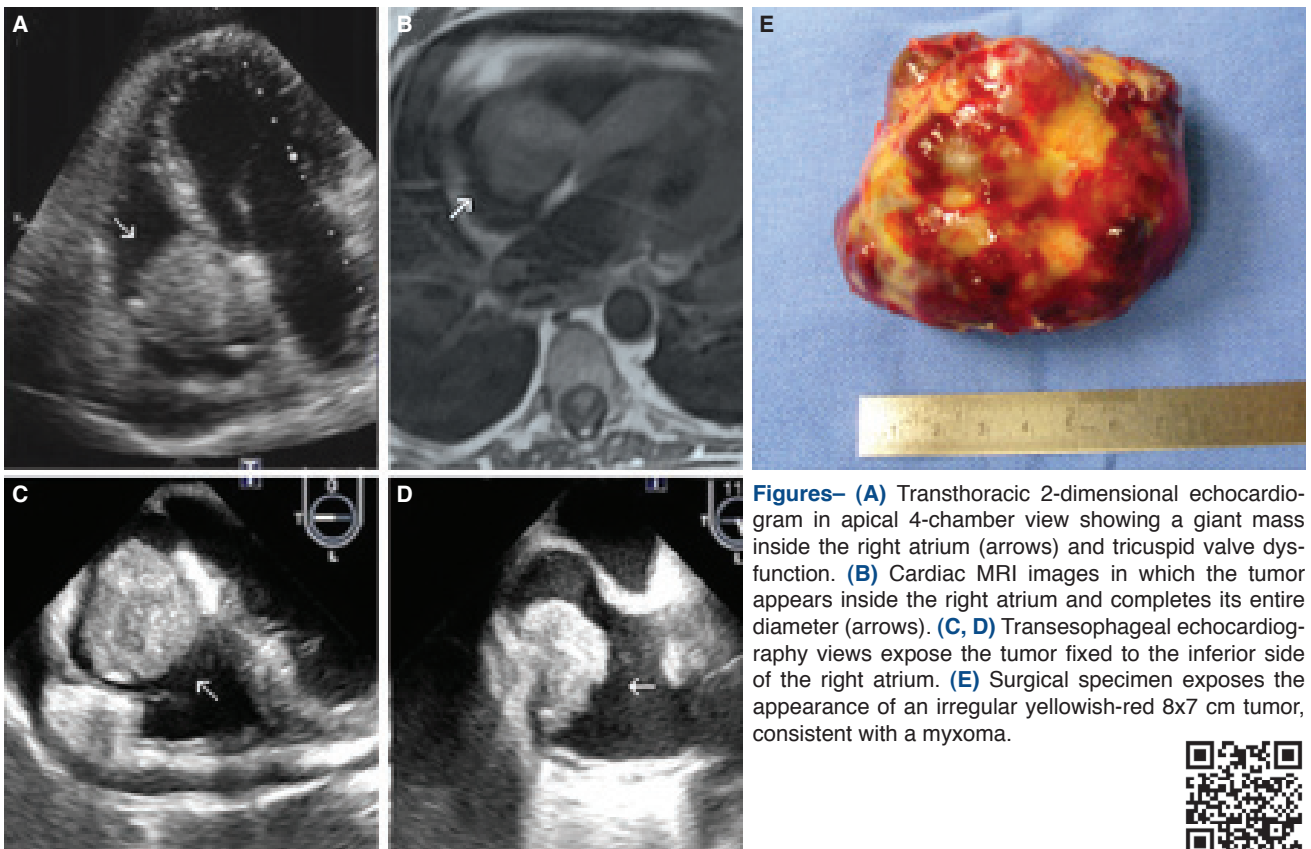 A
B
E
C
D
T
L
T
Figures– (A) Transthoracic 2-dimensional echocardio-
gram in apical 4-chamber view showing a giant mass
inside the right atrium (arrows) and tricuspid valve dys-
function. (B) Cardiac MRI images in which the tumor
appears inside the right atrium and completes its entire
diameter (arrows). (C, D) Transesophageal echocardiog-
raphy views expose the tumor fixed to the inferior side
of the right atrium. (E) Surgical specimen exposes the
appearance of an irregular yellowish-red 8x7 cm tumor,
consistent with a myxoma.